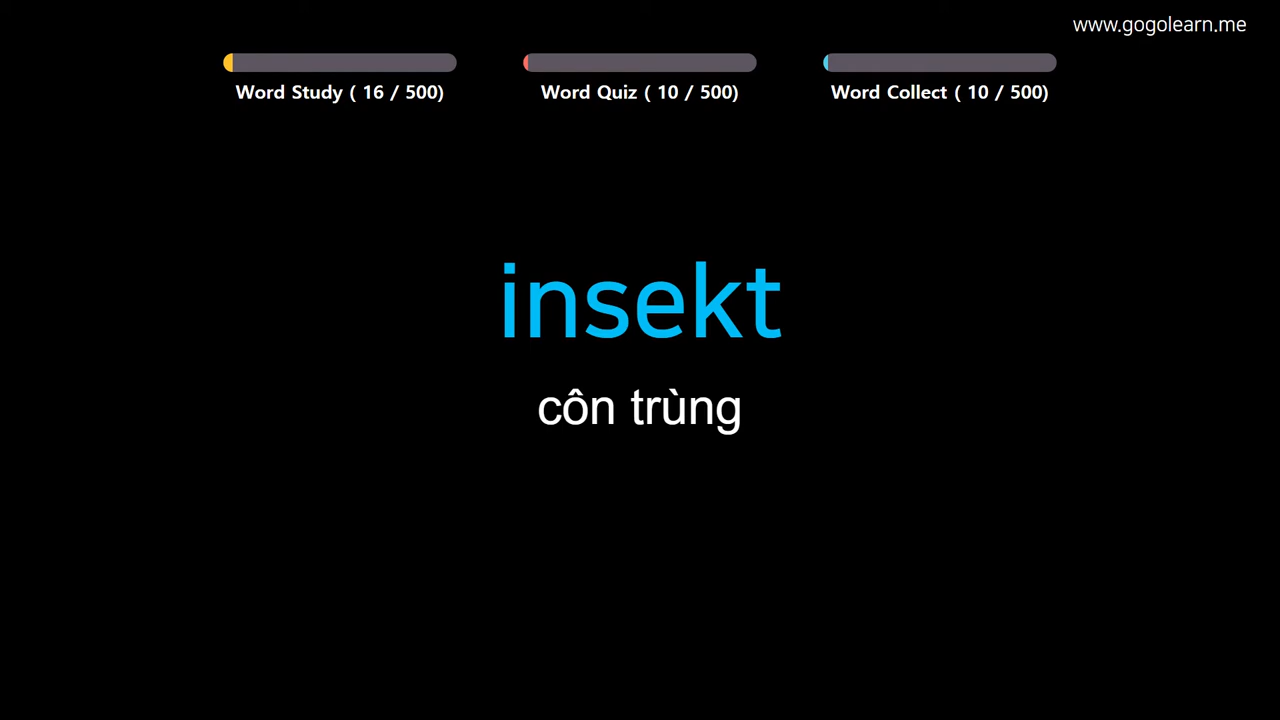 www.gogolearn.me
Word Study ( 16 / 500)
Word Quiz ( 10 / 500)
Word Collect ( 10 / 500)
insekt
côn trùng